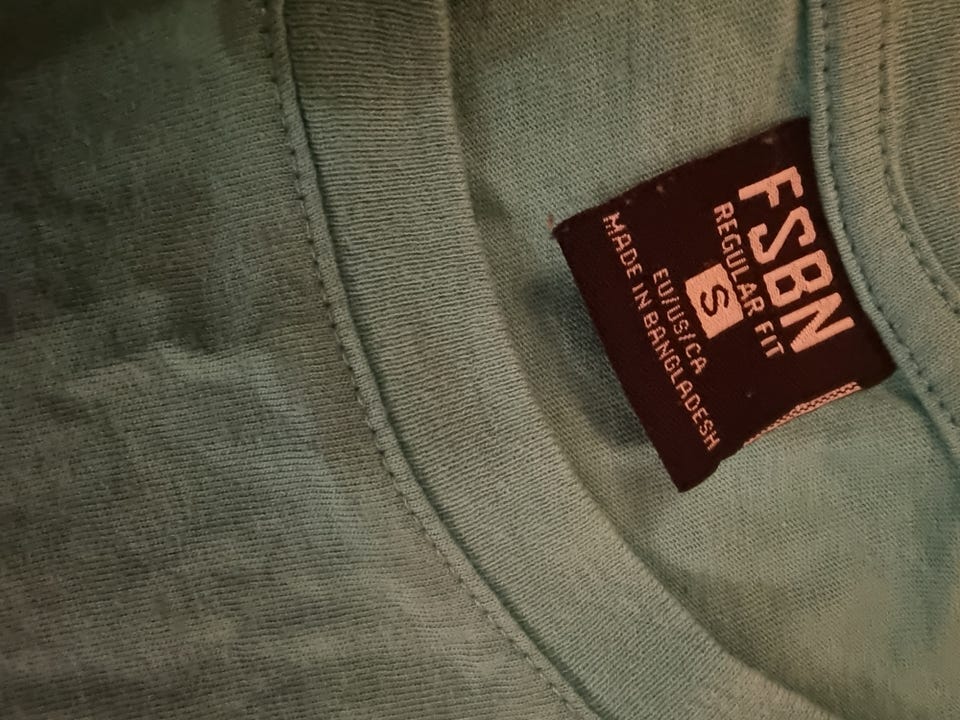 FSBN
REGULAR FIT
S
EU/US/CA
MADE IN BANGLADESH